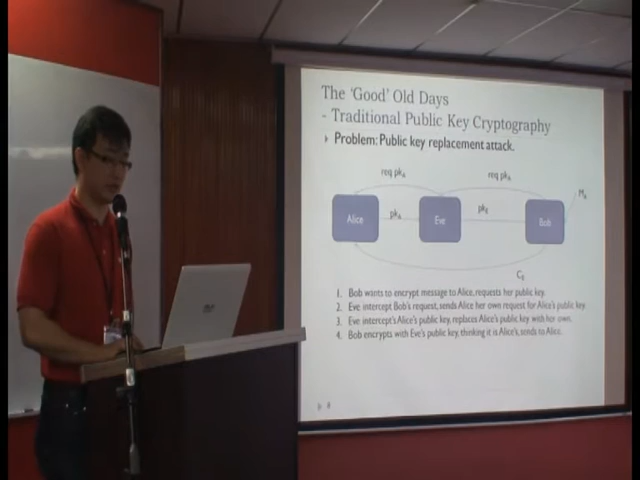 The 'Good' Old Days
- Traditional Public Key Cryptography
Problem: Public key replacement attack.
req pkA
req pkA
Alice
pkA
Eve
pkE
Bob
CE
1. Bob wants to encrypt message to Alice, requests her public key.
2. Eve intercept Bob's request, sends Alice her own request for Alice's public key.
3. Eve intercept's Alice's public key, replaces Alice's public key with her own.
4. Bob encrypts with Eve's public key, thinking it is Alice's, sends to Alice.